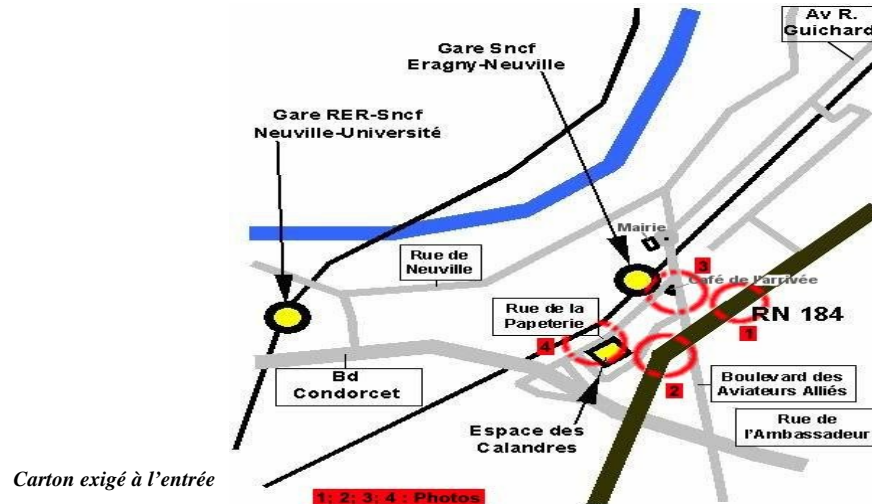 Av R.
Guichard
Gare Sncf
Eragny-Neuville
Gare RER-Sncf
Neuville-Université
Mairie
Rue de
Neuville
3
Café de l'arrivée
Rue de la
Papeterie
RN 184
1
4
2
Bd
Condorcet
Boulevard des
Aviateurs Alliés
Rue de
l'Ambassadeur
Espace des
Calandres
Carton exigé à l'entrée
1; 2; 3; 4 : Photos